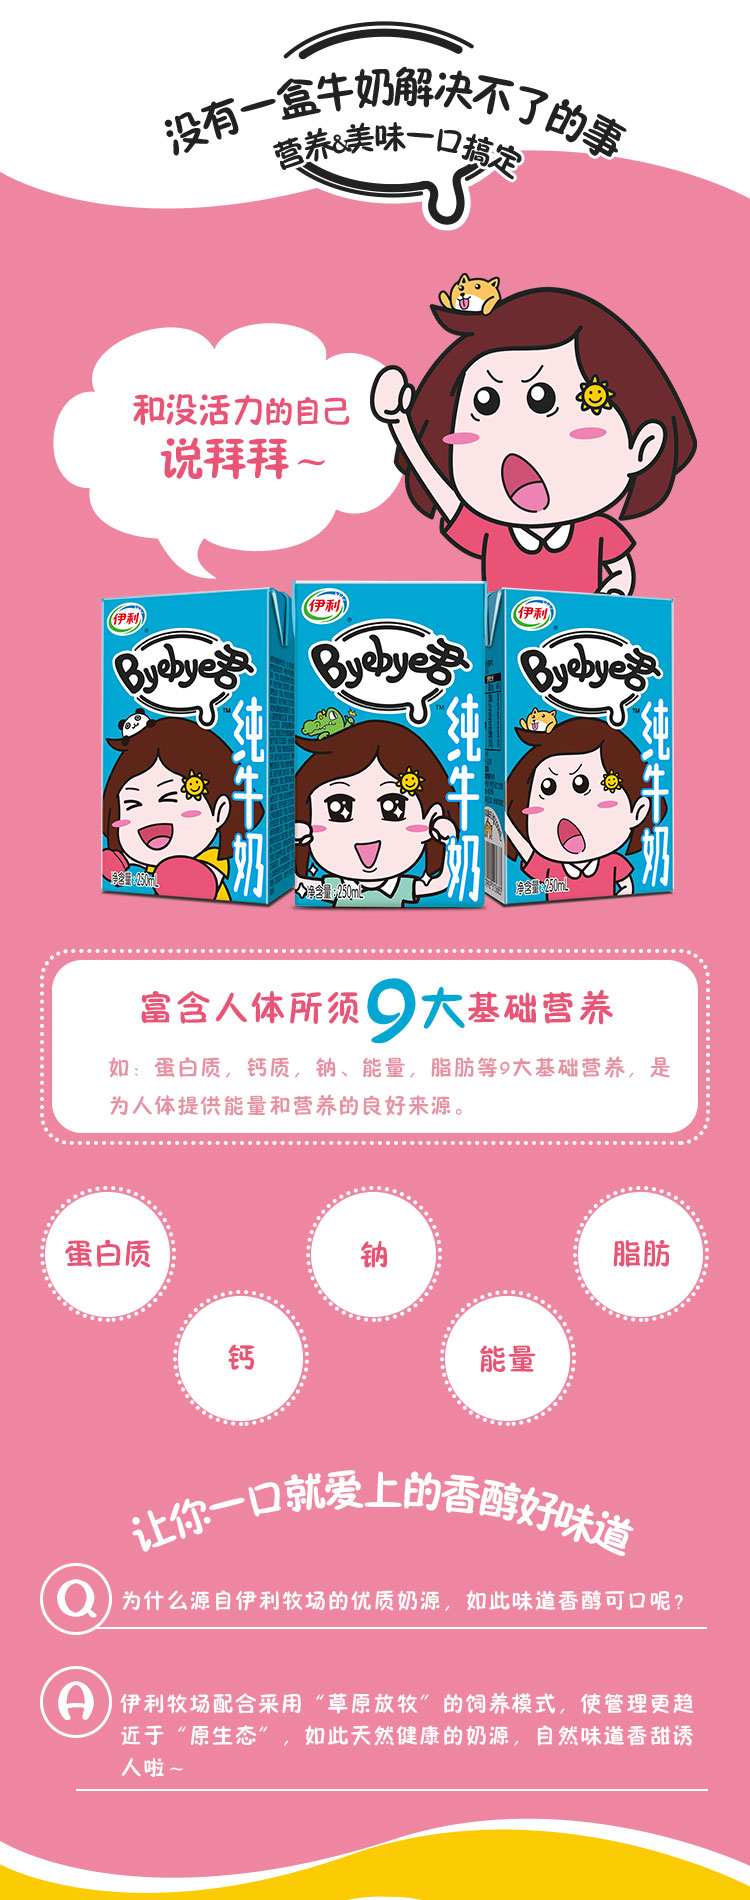 没有一盒牛奶解决不了的事
营养&美味一口搞定
和没活力的自己
说拜拜~
伊利
Byebye君
TM
纯牛奶
净含量:250mL
伊利
Byebye君
TM
纯牛奶
净含量:250mL
伊利
Byebye君
TM
纯牛奶
净含量:250mL
富含人体所须9大基础营养
如：蛋白质，钙质，钠、能量，脂肪等9大基础营养，是
为人体提供能量和营养的良好来源。
蛋白质
钠
脂肪
钙
能量
让你一口就爱上的香醇好味道
Q 为什么源自伊利牧场的优质奶源，如此味道香醇可口呢？
A 伊利牧场配合采用“草原放牧”的饲养模式，使管理更趋
近于“原生态”，如此天然健康的奶源，自然味道香甜诱
人啦~